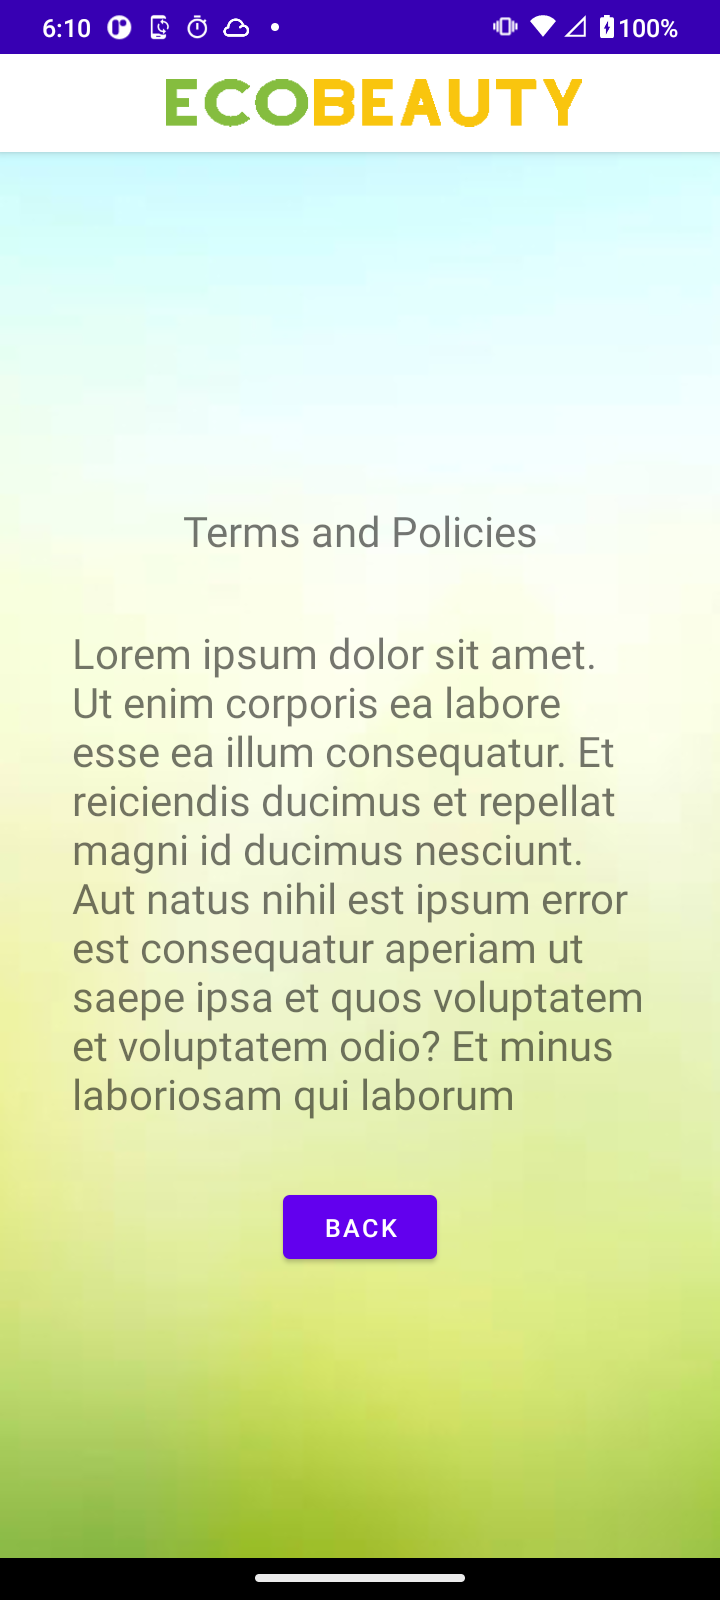 6:10
100%
ECOBEAUTY
Terms and Policies
Lorem ipsum dolor sit amet.
Ut enim corporis ea labore
esse ea illum consequatur. Et
reiciendis ducimus et repellat
magni id ducimus nesciunt.
Aut natus nihil est ipsum error
est consequatur aperiam ut
saepe ipsa et quos voluptatem
et voluptatem odio? Et minus
laboriosam qui laborum
BACK